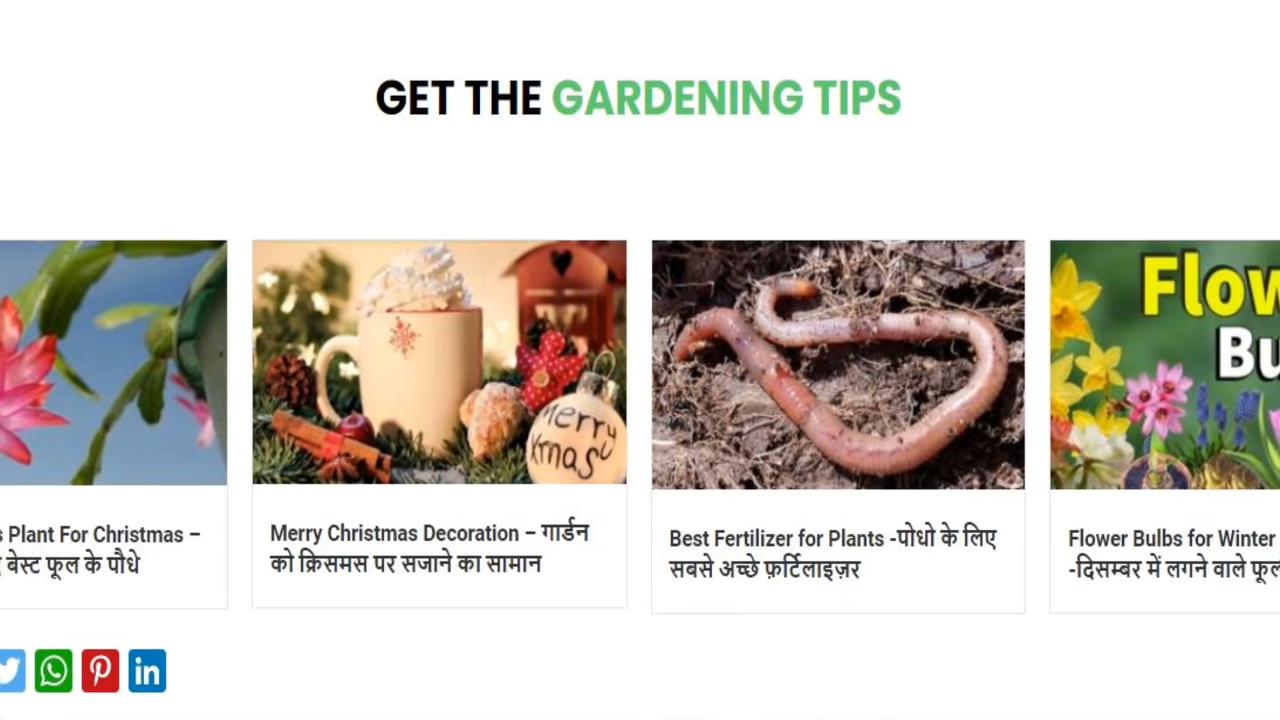 GET THE GARDENING TIPS
Flow
Bu
Merry
Xmas
Plant For Christmas –
बेस्ट फूल के पौधे
Merry Christmas Decoration – गार्डन
को क्रिसमस पर सजाने का सामान
Best Fertilizer for Plants -पोधो के लिए
सबसे अच्छे फ़र्टिलाइज़र
Flower Bulbs for Winter
-दिसम्बर में लगने वाले फूल
in